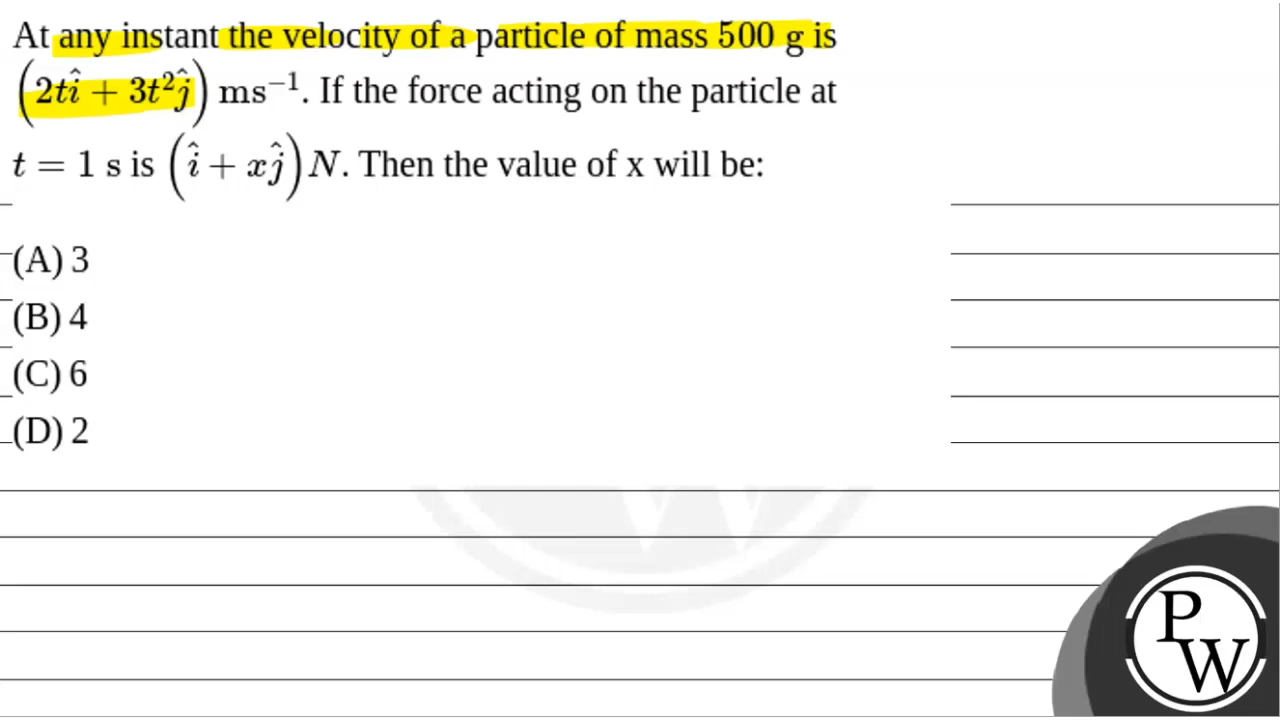 At any instant the velocity of a particle of mass 500 g is
(2tî + 3t²ĵ) ms⁻¹. If the force acting on the particle at
t = 1 s is (î + xĵ)N. Then the value of x will be:
(A) 3
(B) 4
(C) 6
(D) 2
P
W